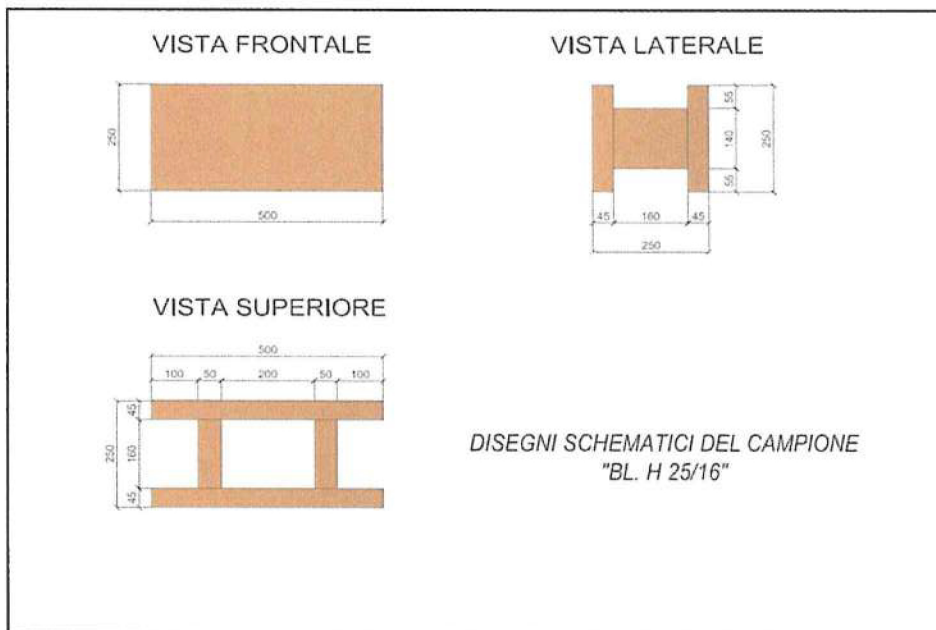 VISTA FRONTALE
250
500
VISTA LATERALE
55
140
55
250
45 160 45
250
VISTA SUPERIORE
500
100 50 200 50 100
45
160
45
250
DISEGNI SCHEMATICI DEL CAMPIONE
"BL. H 25/16"